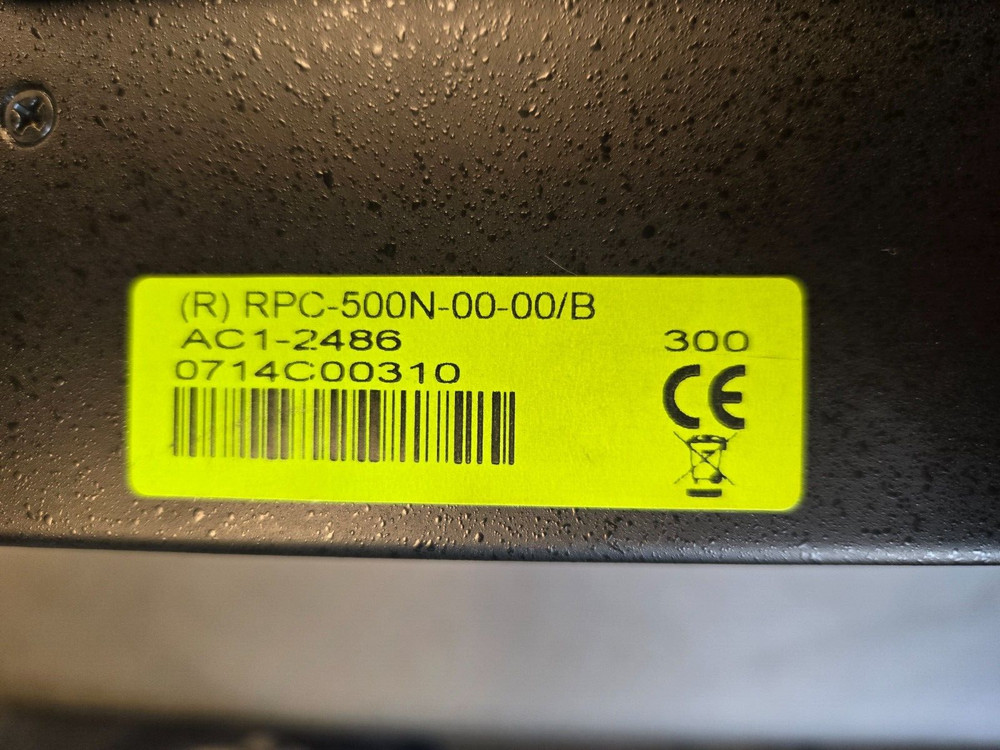 (R) RPC-500N-00-00/B
AC1-2486
300
0714C00310
CE